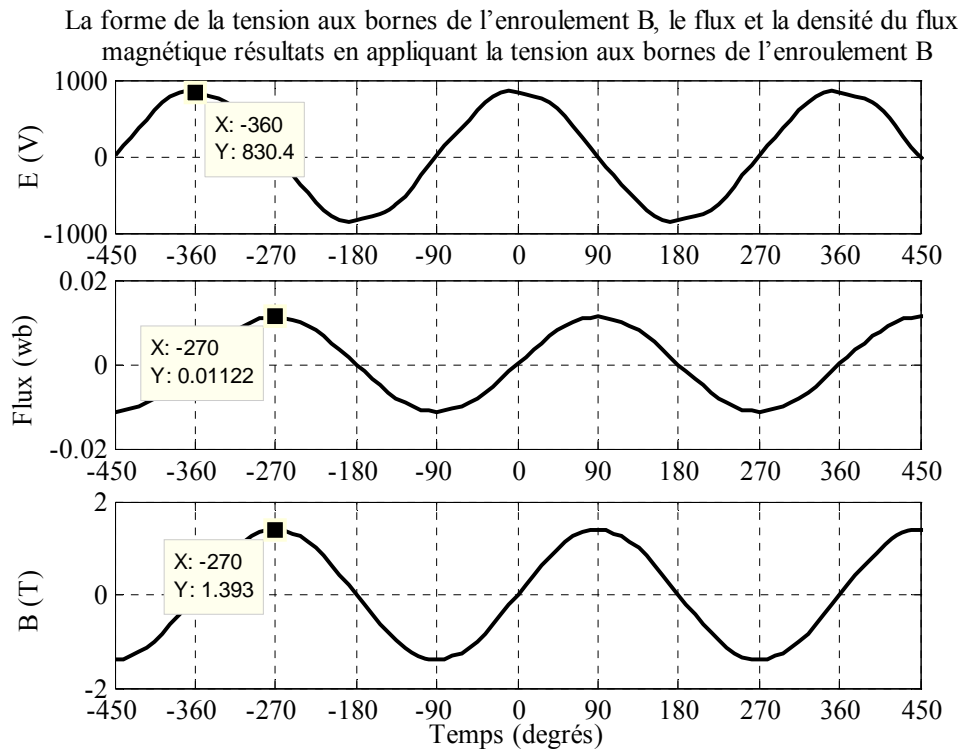 La forme de la tension aux bornes de l’enroulement B, le flux et la densité du flux
magnétique résultats en appliquant la tension aux bornes de l’enroulement B
1000
0
-1000
E (V)
X: -360
Y: 830.4
-450 -360 -270 -180 -90 0 90 180 270 360 450
0.02
0
-0.02
Flux (wb)
X: -270
Y: 0.01122
-450 -360 -270 -180 -90 0 90 180 270 360 450
2
0
-2
B (T)
X: -270
Y: 1.393
-450 -360 -270 -180 -90 0 90 180 270 360 450
Temps (degrés)